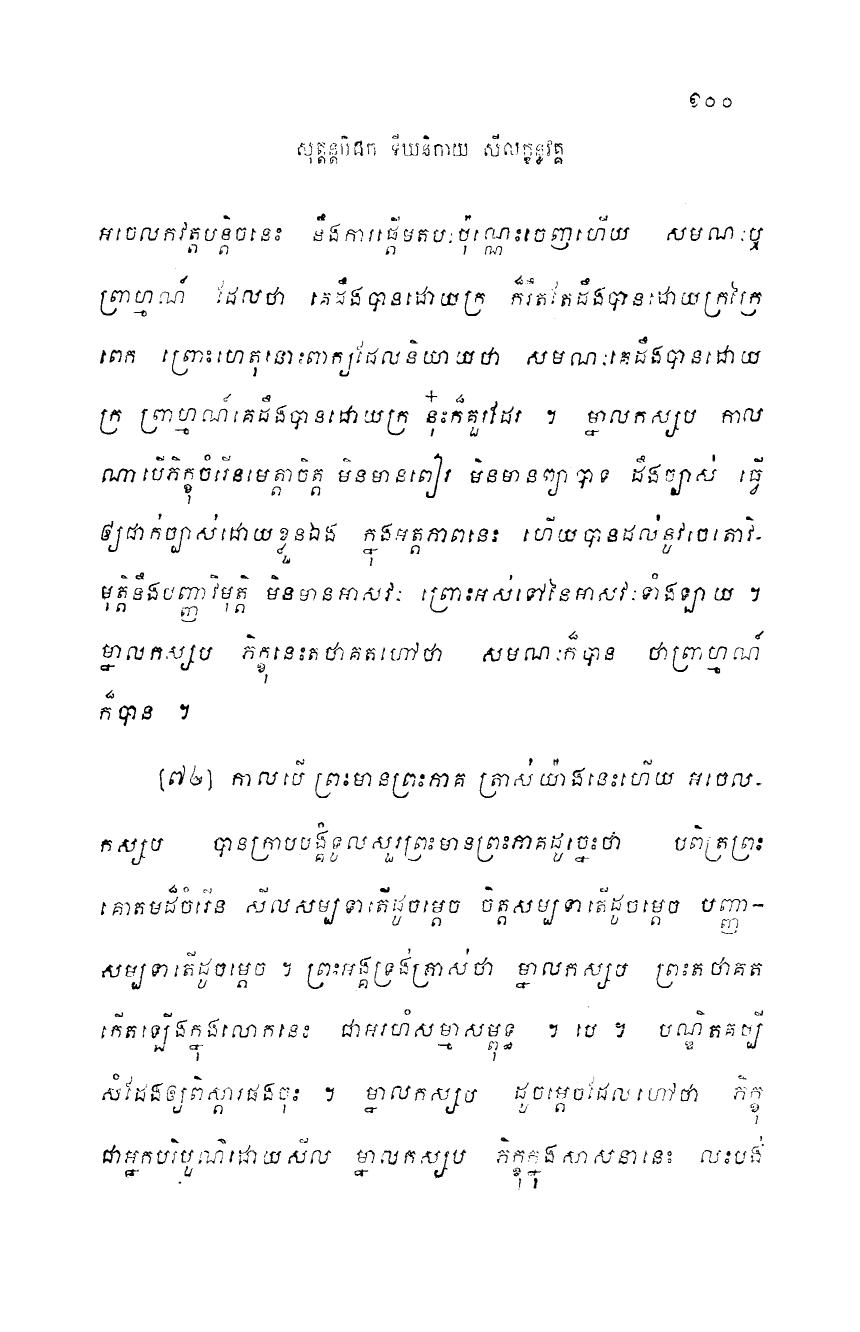 ១០០
សុត្តន្តបិដក ទីឃនិកាយ សីលក្ខន្ធវគ្គ
អចេលកវត្តបន្តិចនេះ នឹងការផ្តើមតបៈប៉ុណ្ណេះចេញហើយ សមណៈឬ
ព្រាហ្មណ៍ ដែលថា គេដឹងបានដោយក្រ ក៏រឹតតែដឹងបានដោយក្រក្រៃ
ពេក ព្រោះហេតុនោះពាក្យដែលនិយាយថា សមណៈគេដឹងបានដោយ
ក្រ ព្រាហ្មណ៍គេដឹងបានដោយក្រ នុ៎ះក៏គួរដែរ ។ ម្នាលកស្សប កាល
ណាបើភិក្ខុចំរើនមេត្តាចិត្ត មិនមានពៀរ មិនមានព្យាបាទ ដឹងច្បាស់ ធ្វើ
ឲ្យជាក់ច្បាស់ដោយខ្លួនឯង ក្នុងអត្តភាពនេះ ហើយបានដល់នូវចេតោវិ-
មុត្តិនឹងបញ្ញាវិមុត្តិ មិនមានអាសវៈ ព្រោះអស់ទៅនៃអាសវៈទាំងឡាយ ។
ម្នាលកស្សប ភិក្ខុនេះតថាគតហៅថា សមណៈក៏បាន ថាព្រាហ្មណ៍
ក៏បាន ។
[៧៤] កាលបើ ព្រះមានព្រះភាគ ត្រាស់យ៉ាងនេះហើយ អចេល-
កស្សប បានក្រាបបង្គំទូលសួរព្រះមានព្រះភាគដូច្នេះថា បពិត្រព្រះ
គោតមដ៏ចំរើន សីលសម្បទាតើដូចម្តេច ចិត្តសម្បទាតើដូចម្តេច បញ្ញា-
សម្បទាតើដូចម្តេច ។ ព្រះអង្គទ្រង់ត្រាស់ថា ម្នាលកស្សប ព្រះតថាគត
កើតឡើងក្នុងលោកនេះ ជាអរហំសម្មាសម្ពុទ្ធ ។ បេ ។ បណ្ឌិតគប្បី
សំដែងឲ្យពិស្តារផងចុះ ។ ម្នាលកស្សប ដូចម្តេចដែលហៅថា ភិក្ខុ
ជាអ្នកបរិបូណ៌ដោយសីល ម្នាលកស្សប ភិក្ខុក្នុងសាសនានេះ លះបង់